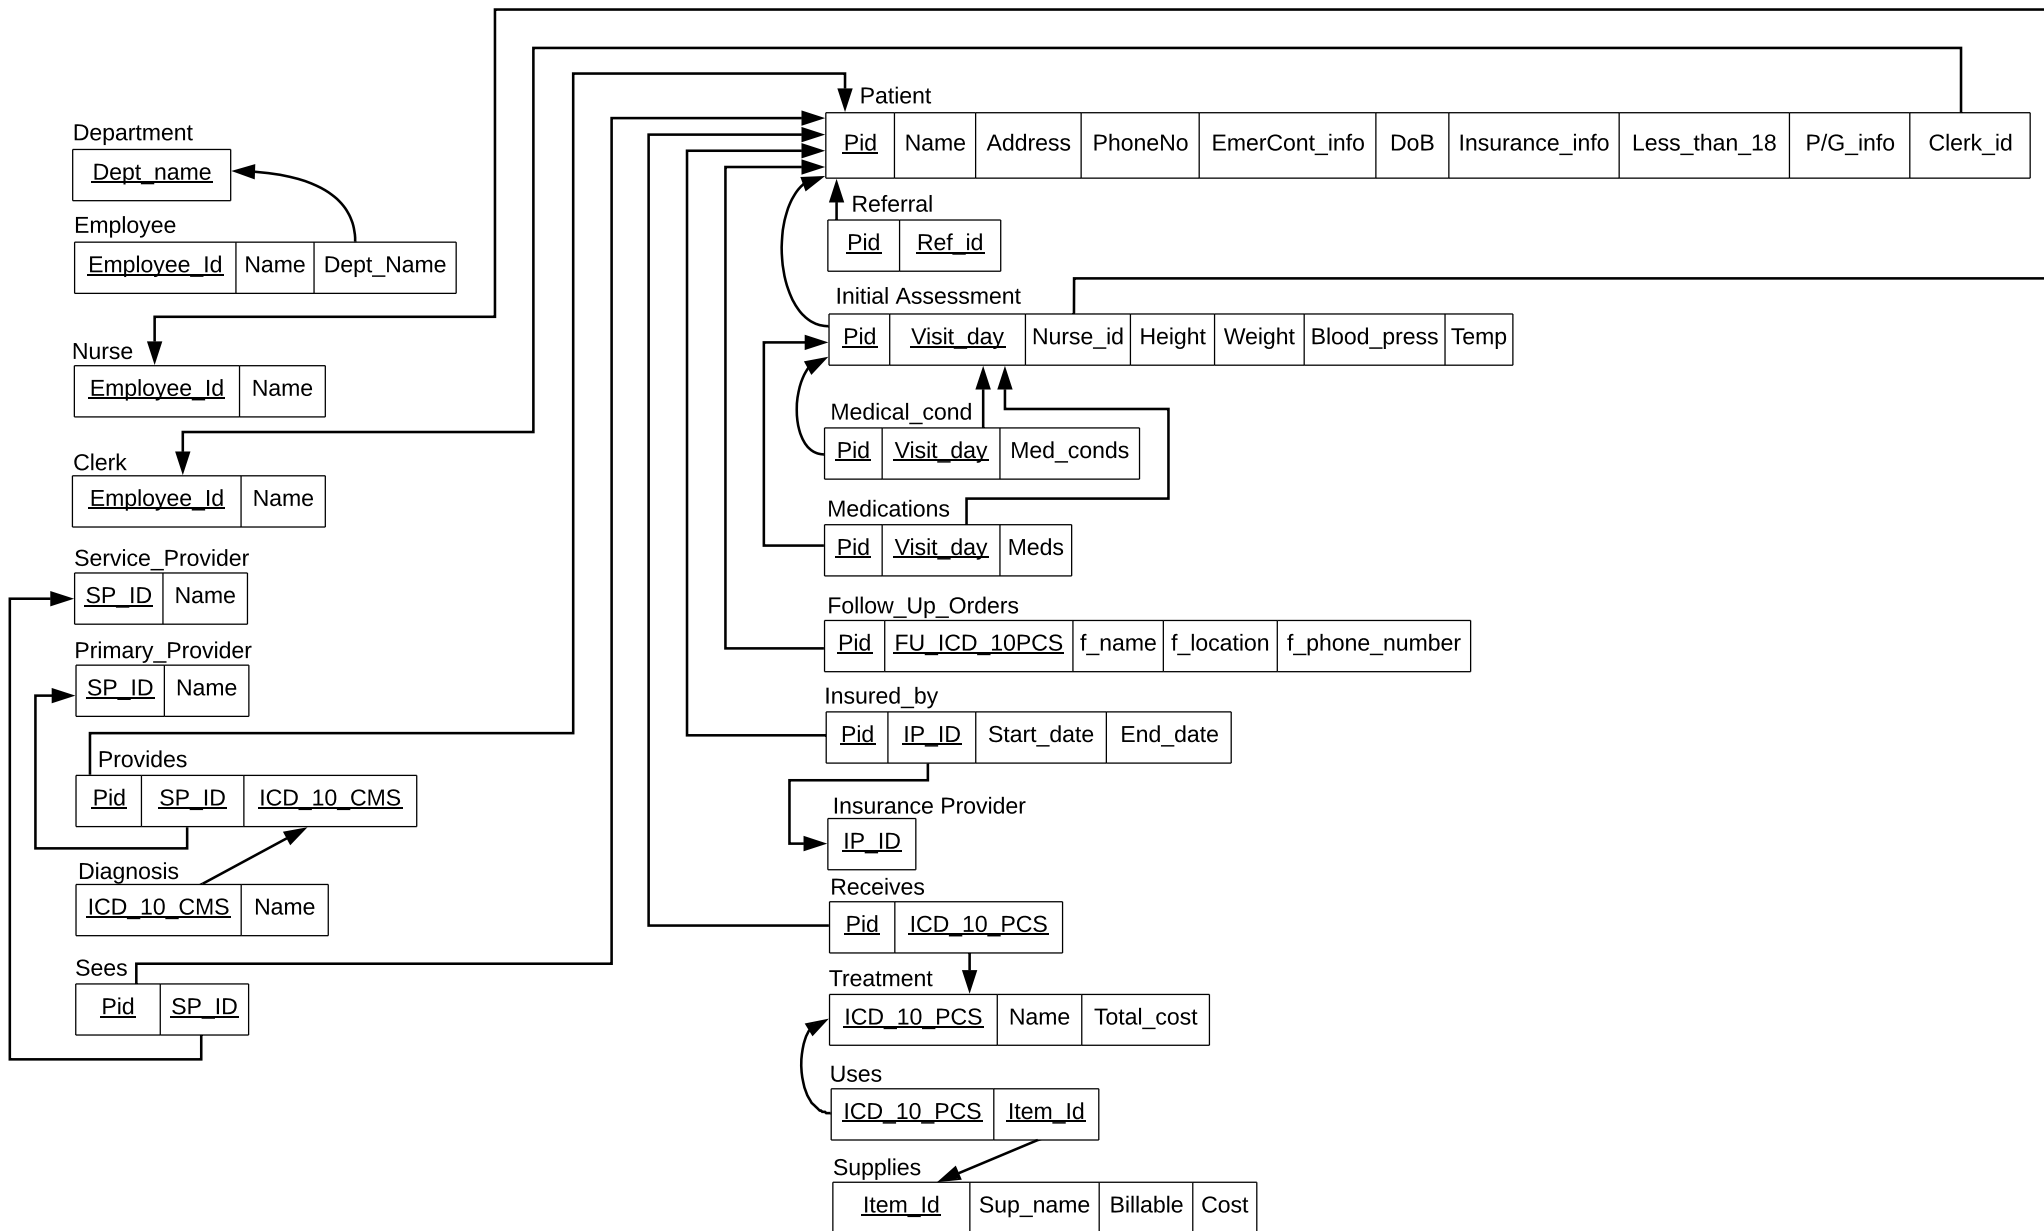 Department
Dept_name
Employee
Employee_Id Name Dept_Name
Nurse
Employee_Id Name
Clerk
Employee_Id Name
Service_Provider
SP_ID Name
Primary_Provider
SP_ID Name
Provides
Pid SP_ID ICD_10_CMS
Diagnosis
ICD_10_CMS Name
Sees
Pid SP_ID
Patient
Pid Name Address PhoneNo EmerCont_info DoB Insurance_info Less_than_18 P/G_info Clerk_id
Referral
Pid Ref_id
Initial Assessment
Pid Visit_day Nurse_id Height Weight Blood_press Temp
Medical_cond
Pid Visit_day Med_conds
Medications
Pid Visit_day Meds
Follow_Up_Orders
Pid FU_ICD_10PCS f_name f_location f_phone_number
Insured_by
Pid IP_ID Start_date End_date
Insurance Provider
IP_ID
Receives
Pid ICD_10_PCS
Treatment
ICD_10_PCS Name Total_cost
Uses
ICD_10_PCS Item_Id
Supplies
Item_Id Sup_name Billable Cost